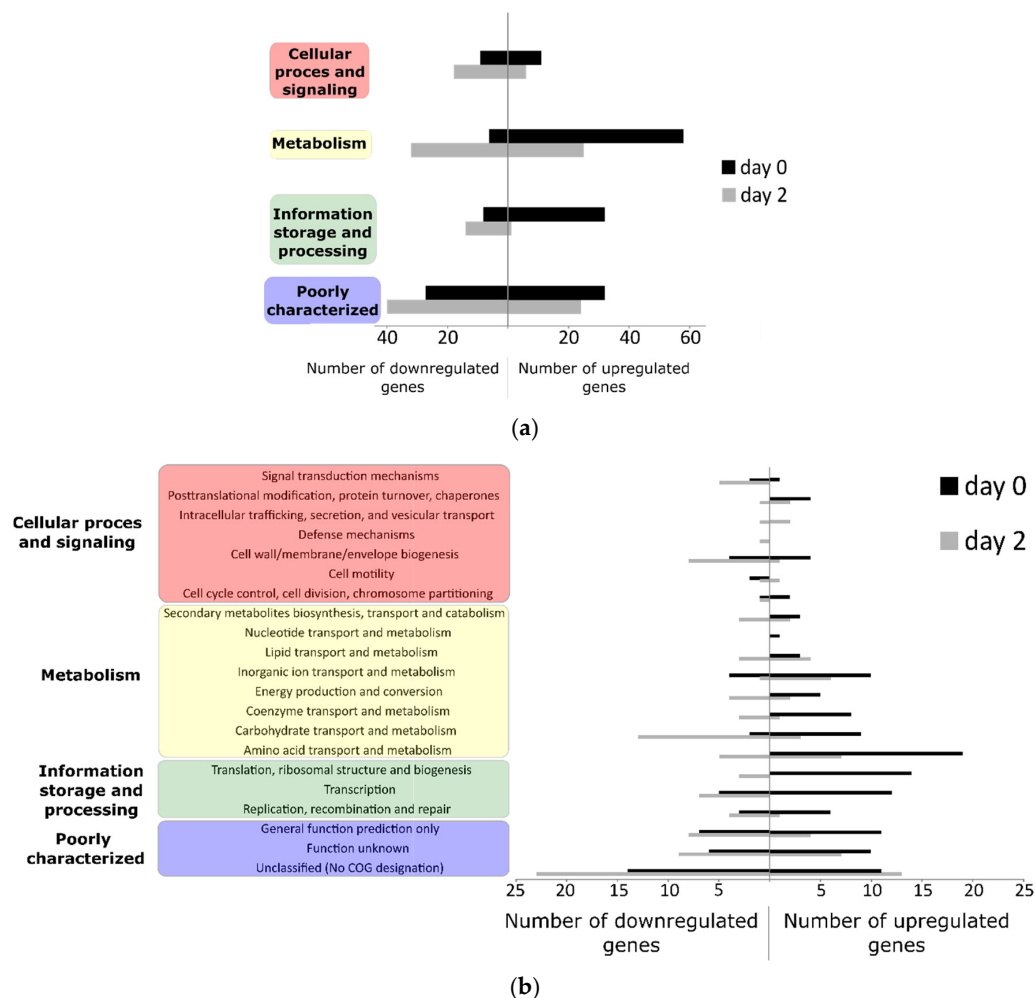 Cellular
proces and
signaling
Metabolism
Information
storage and
processing
Poorly
characterized
day 0
day 2
40 20 20 40 60
Number of downregulated
genes
Number of upregulated
genes
(a)
Cellular proces
and signaling
Signal transduction mechanisms
Posttranslational modification, protein turnover, chaperones
Intracellular trafficking, secretion, and vesicular transport
Defense mechanisms
Cell wall/membrane/envelope biogenesis
Cell motility
Cell cycle control, cell division, chromosome partitioning
Metabolism
Secondary metabolites biosynthesis, transport and catabolism
Nucleotide transport and metabolism
Lipid transport and metabolism
Inorganic ion transport and metabolism
Energy production and conversion
Coenzyme transport and metabolism
Carbohydrate transport and metabolism
Amino acid transport and metabolism
Information
storage and
processing
Translation, ribosomal structure and biogenesis
Transcription
Replication, recombination and repair
Poorly
characterized
General function prediction only
Function unknown
Unclassified (No COG designation)
day 0
day 2
25 20 10 5 5 10 15 20 25
Number of downregulated
genes
Number of upregulated
genes
(b)